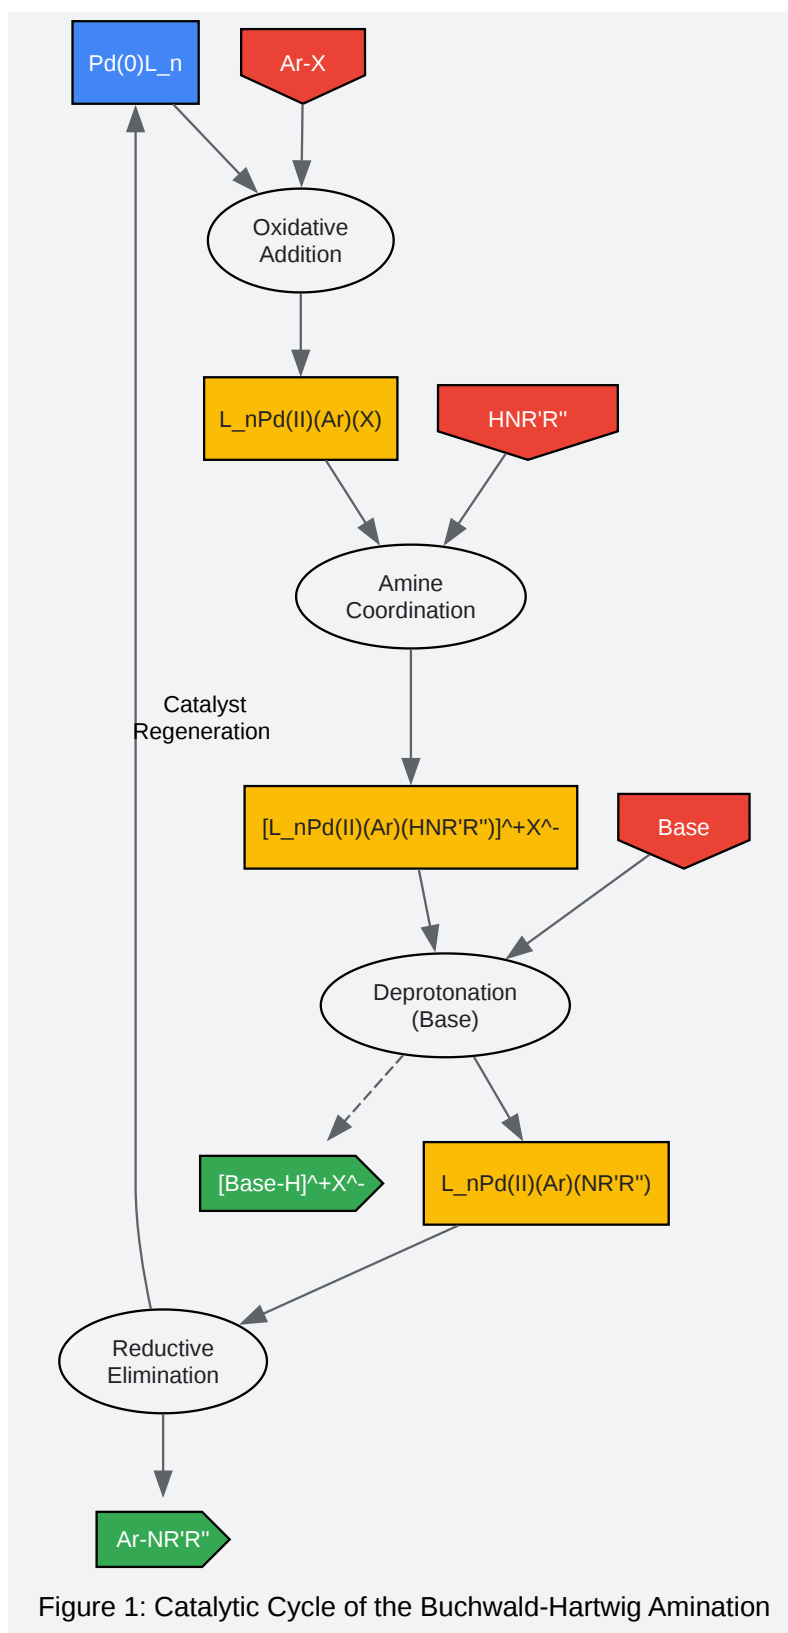 Pd(0)L_n
Ar-X
Oxidative
Addition
L_nPd(II)(Ar)(X)
HNR'R''
Amine
Coordination
Catalyst
Regeneration
[L_nPd(II)(Ar)(HNR'R'')]^+X^-
Base
Deprotonation
(Base)
[Base-H]^+X^-
L_nPd(II)(Ar)(NR'R'')
Reductive
Elimination
Ar-NR'R''
Figure 1: Catalytic Cycle of the Buchwald-Hartwig Amination